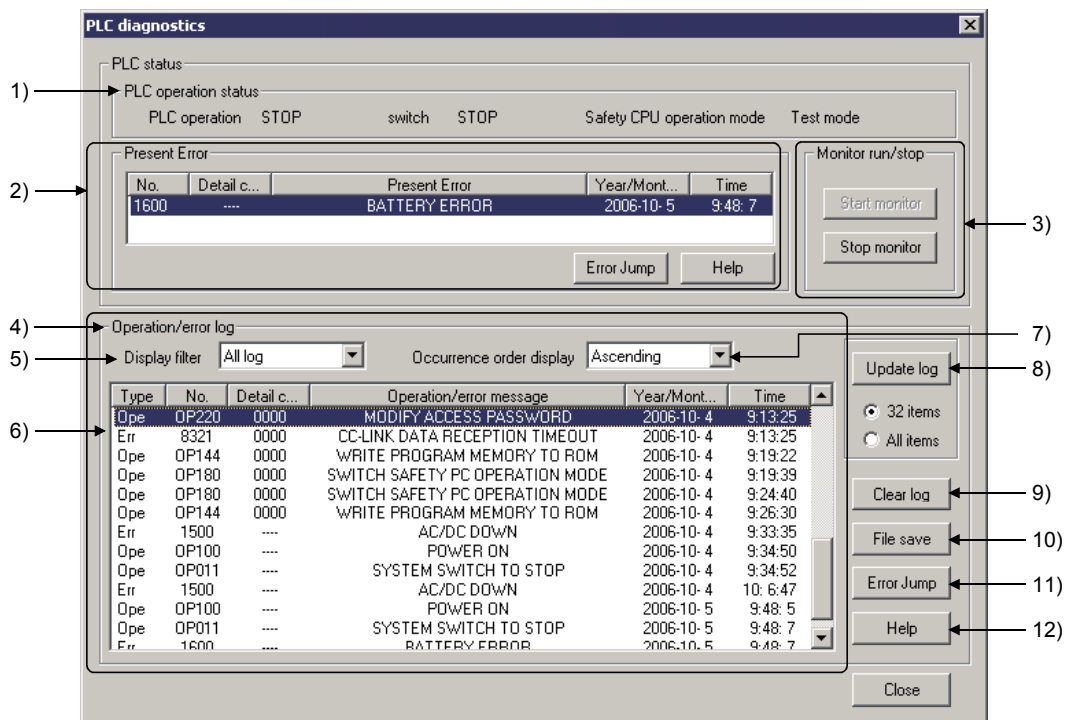 PLC diagnostics
PLC status
1) PLC operation status
PLC operation STOP switch STOP Safety CPU operation mode Test mode
Present Error Monitor run/stop
2) No. Detail c... Present Error Year/Mont... Time
1600 ---- BATTERY ERROR 2006-10- 5 9:48: 7
Start monitor
3)
Stop monitor
Error Jump Help
4) Operation/error log
5) Display filter All log Occurrence order display Ascending 7)
Update log 8)
32 items
All items
6) Type No. Detail c... Operation/error message Year/Mont... Time
Ope OP220 0000 MODIFY ACCESS PASSWORD 2006-10- 4 9:13:25
Err 8321 0000 CC-LINK DATA RECEPTION TIMEOUT 2006-10- 4 9:13:25
Ope OP144 0000 WRITE PROGRAM MEMORY TO ROM 2006-10- 4 9:19:22
Ope OP180 0000 SWITCH SAFETY PC OPERATION MODE 2006-10- 4 9:19:39
Ope OP180 0000 SWITCH SAFETY PC OPERATION MODE 2006-10- 4 9:24:40
Ope OP144 0000 WRITE PROGRAM MEMORY TO ROM 2006-10- 4 9:26:30
Err 1500 ---- AC/DC DOWN 2006-10- 4 9:33:35
Ope OP100 ---- POWER ON 2006-10- 4 9:34:50
Ope OP011 ---- SYSTEM SWITCH TO STOP 2006-10- 4 9:34:52
Err 1500 ---- AC/DC DOWN 2006-10- 4 10: 6:47
Ope OP100 ---- POWER ON 2006-10- 5 9:48: 5
Ope OP011 ---- SYSTEM SWITCH TO STOP 2006-10- 5 9:48: 7
Err 1600 ---- BATTERY ERROR 2006-10- 5 9:48: 7
Clear log 9)
File save 10)
Error Jump 11)
Help 12)
Close